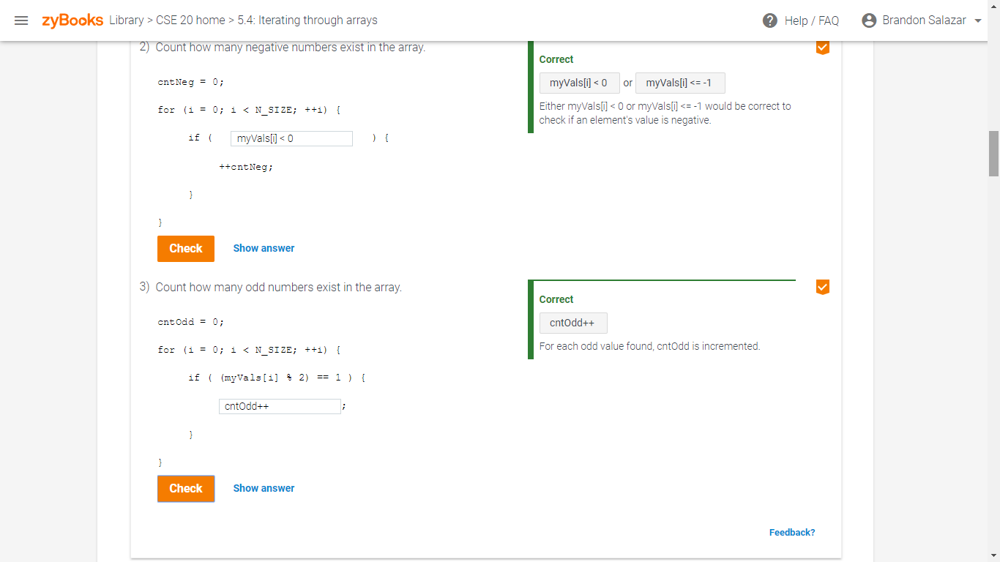 zyBooks Library > CSE 20 home > 5.4: Iterating through arrays
? Help / FAQ
Brandon Salazar
2) Count how many negative numbers exist in the array.
cntNeg = 0;
for (i = 0; i < N_SIZE; ++i) {
if ( myVals[i] < 0 ) {
++cntNeg;
}
}
Check Show answer
Correct
myVals[i] < 0 or myVals[i] <= -1
Either myVals[i] < 0 or myVals[i] <= -1 would be correct to
check if an element's value is negative.
3) Count how many odd numbers exist in the array.
cntOdd = 0;
for (i = 0; i < N_SIZE; ++i) {
if ( (myVals[i] % 2) == 1 ) {
cntOdd++ ;
}
}
Check Show answer
Correct
cntOdd++
For each odd value found, cntOdd is incremented.
Feedback?